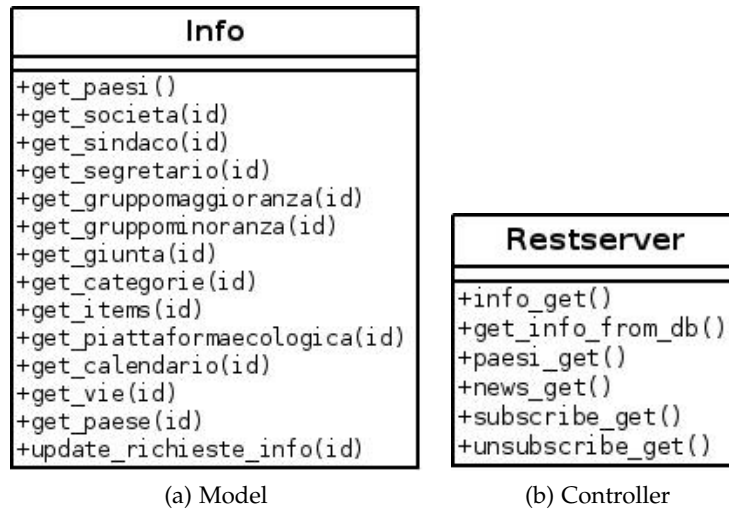 Info
+get_paesi()
+get_societa(id)
+get_sindaco(id)
+get_segretario(id)
+get_gruppomaggioranza(id)
+get_gruppominoranza(id)
+get_giunta(id)
+get_categorie(id)
+get_items(id)
+get_piattaformaecologica(id)
+get_calendario(id)
+get_vie(id)
+get_paese(id)
+update_richieste_info(id)
(a) Model
Restserver
+info_get()
+get_info_from_db()
+paesi_get()
+news_get()
+subscribe_get()
+unsubscribe_get()
(b) Controller